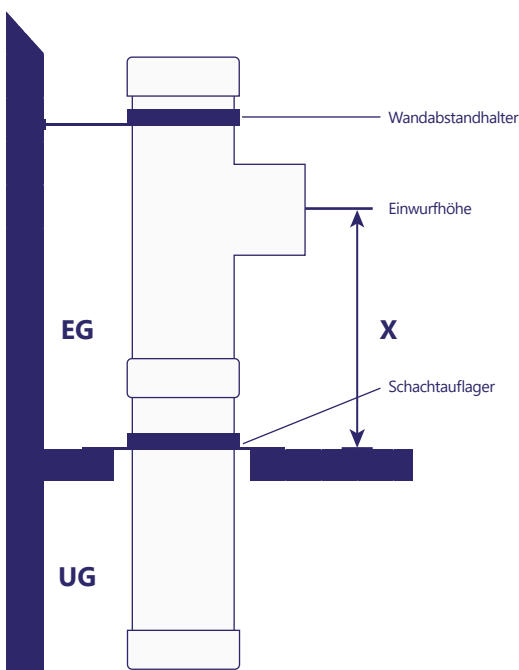 Wandabstandhalter
Einwurfhöhe
EG
X
Schachtauflager
UG